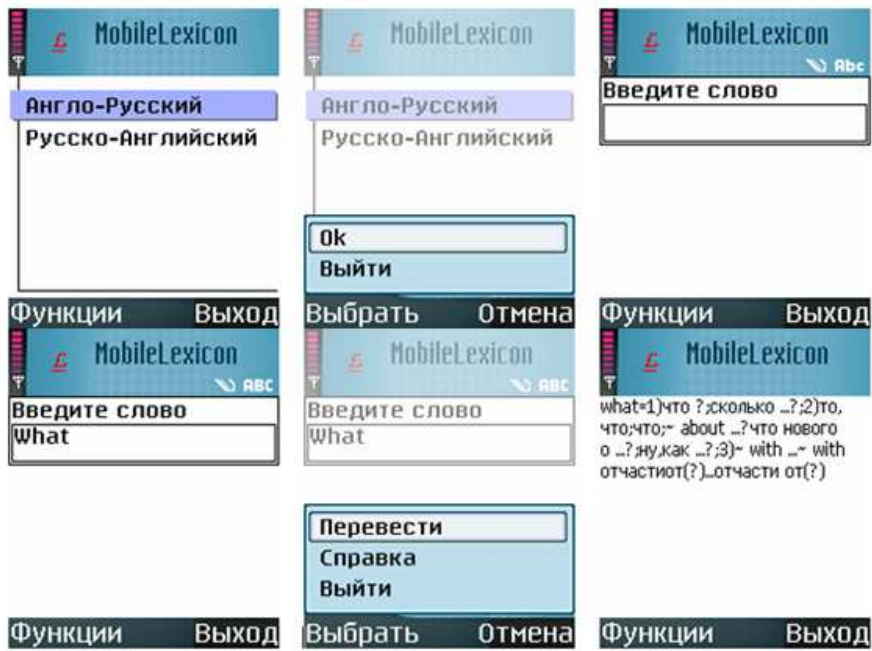 MobileLexicon
Англо-Русский
Русско-Английский
Функции Выход
MobileLexicon
Англо-Русский
Русско-Английский
Ok
Выйти
Выбрать Отмена
MobileLexicon
Abc
Введите слово
Функции Выход
MobileLexicon
ABC
Введите слово
What
Функции Выход
MobileLexicon
ABC
Введите слово
What
Перевести
Справка
Выйти
Выбрать Отмена
MobileLexicon
what=1)что ?;сколько ...?;2)то,
что;что;~ about ...?что нового
о ...?;ну,как ...?;3)~ with ...~ with
отчастиот(?)...отчасти от(?)
Функции Выход